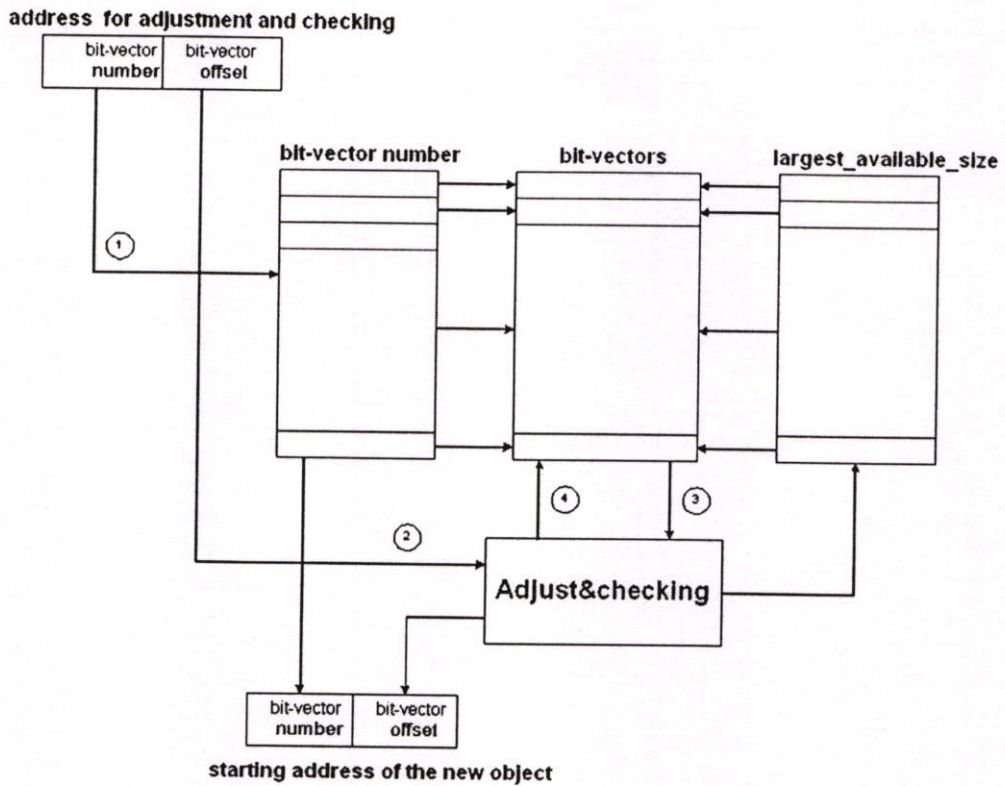 address for adjustment and checking
bit-vector number
bit-vector offset
bit-vector number
bit-vectors
largest_available_size
1
2
4
3
Adjust&checking
bit-vector number
bit-vector offset
starting address of the new object